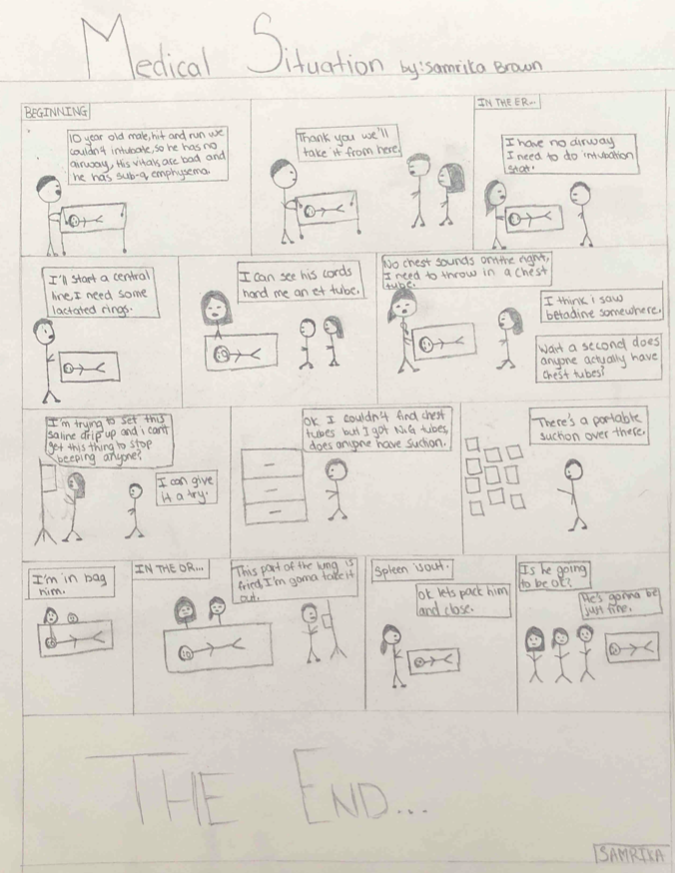 Medical Situation by: Samrika Brown
BEGINNING
10 year old male, hit and run we
couldn't intubate, so he has no
airway, His vitals are bad and
he has sub-q emphysema.
Thank you we'll
take it from here.
IN THE ER...
I have no airway
I need to do intubation
stat.
I'll start a central
line, I need some
lactated rings.
I can see his cords
hand me an et tube.
No chest sounds on the right,
I need to throw in a chest
tube.
I think i saw
betadine somewhere.
Wait a second does
anyone actually have
chest tubes?
I'm trying to set this
saline drip up and i can't
get this thing to stop
beeping anyone?
I can give
it a try.
OK I couldn't find chest
tubes but I got N.G tubes
does anyone have suction.
There's a portable
suction over there.
I'm in bag
him.
IN THE OR...
This part of the lung is
fried I'm gonna take it
out.
Spleen is out.
OK lets pack him
and close.
Is he going
to be ok?
He's gonna be
just fine.
THE END...
SAMRIKA